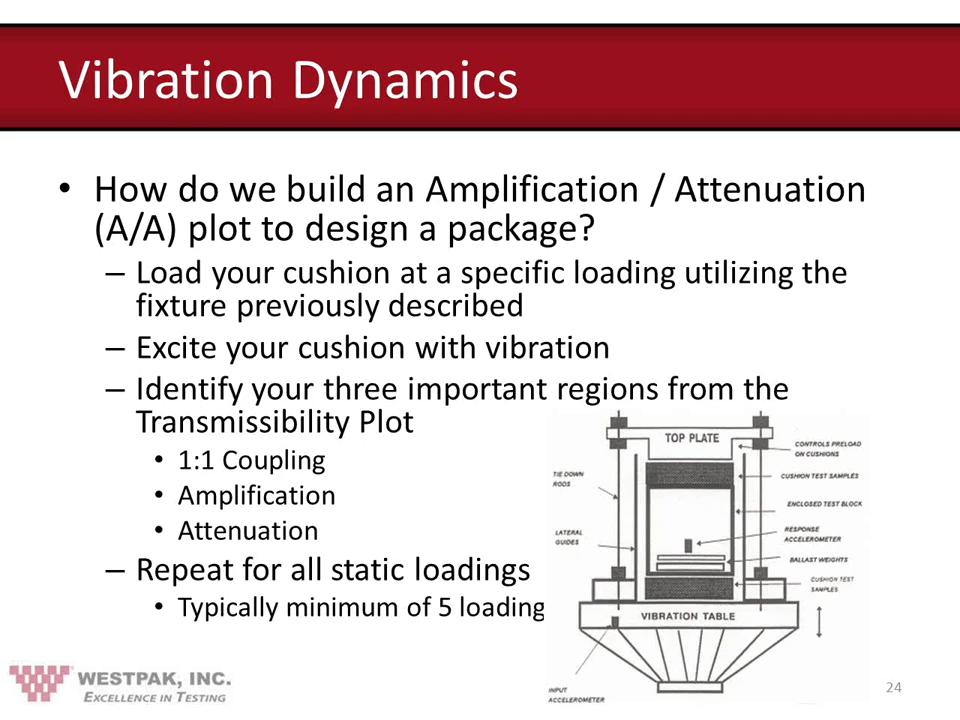 Vibration Dynamics
• How do we build an Amplification / Attenuation
(A/A) plot to design a package?
– Load your cushion at a specific loading utilizing the
fixture previously described
– Excite your cushion with vibration
– Identify your three important regions from the
Transmissibility Plot
• 1:1 Coupling
• Amplification
• Attenuation
– Repeat for all static loadings
• Typically minimum of 5 loading
TOP PLATE
CONTROLS PRELOAD
ON CUSHIONS
TIE DOWN
RODS
CUSHION TEST SAMPLES
ENCLOSED TEST BLOCK
LATERAL
GUIDES
RESPONSE
ACCELEROMETER
BALLAST WEIGHTS
CUSHION TEST
SAMPLES
VIBRATION TABLE
INPUT
ACCELEROMETER
WESTPAK, INC.
EXCELLENCE IN TESTING
24